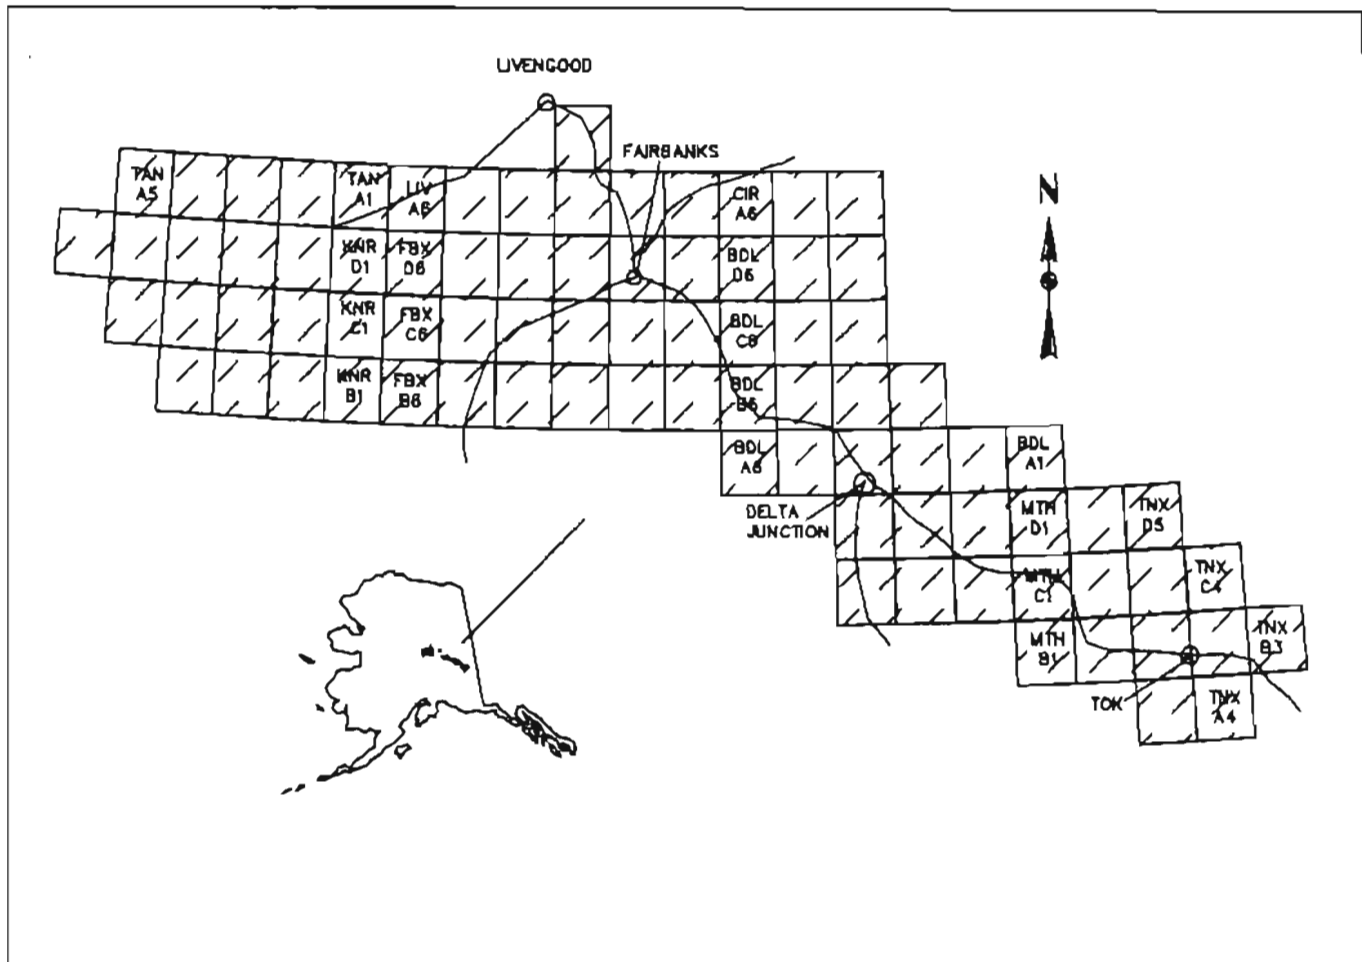 LIVENGOOD
FAIRBANKS
TAN
A5
TAN
A1
LIV
A6
CIR
A6
N
KNR
D1
FBX
D6
BDL
D6
KNR
C1
FBX
C6
BDL
C6
KNR
B1
FBX
B6
BDL
B6
BDL
A6
BDL
A1
DELTA
JUNCTION
MTH
D1
TNX
D5
MTH
C1
TNX
C4
MTH
B1
TNX
B3
TOK
TNX
A4